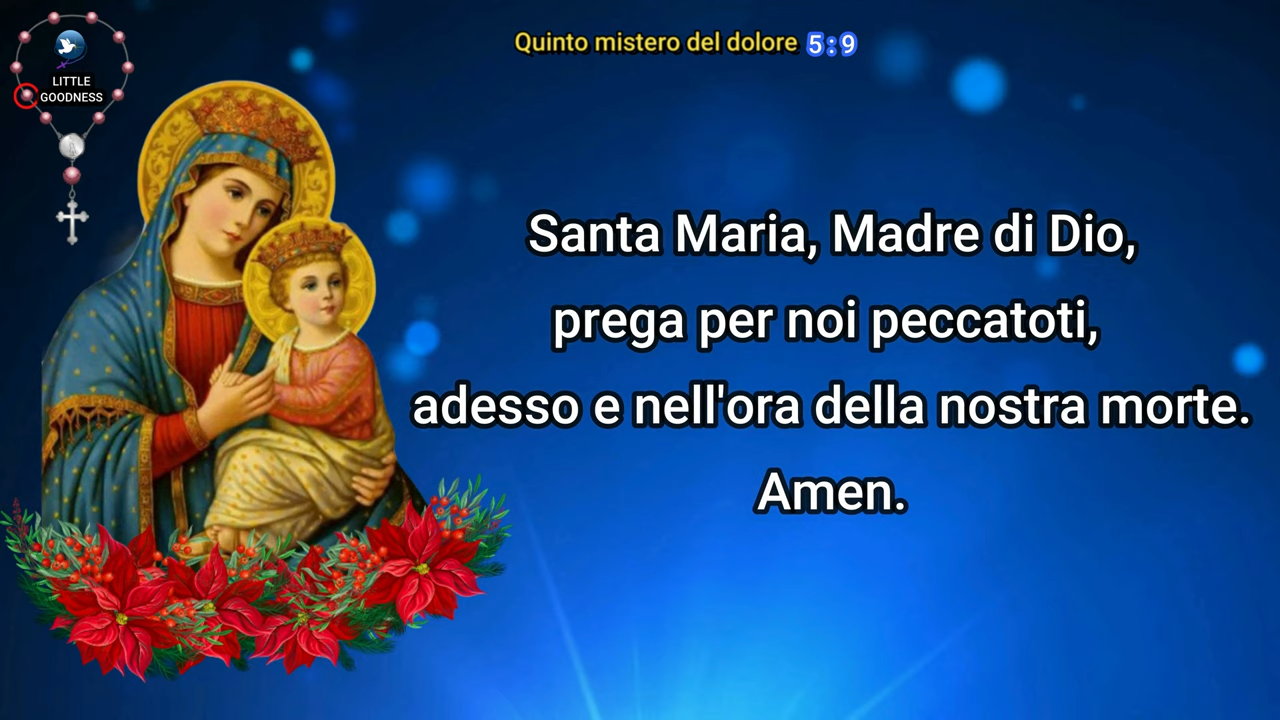 LITTLE
GOODNESS
Quinto mistero del dolore 5:9
Santa Maria, Madre di Dio,
prega per noi peccatoti,
adesso e nell'ora della nostra morte.
Amen.